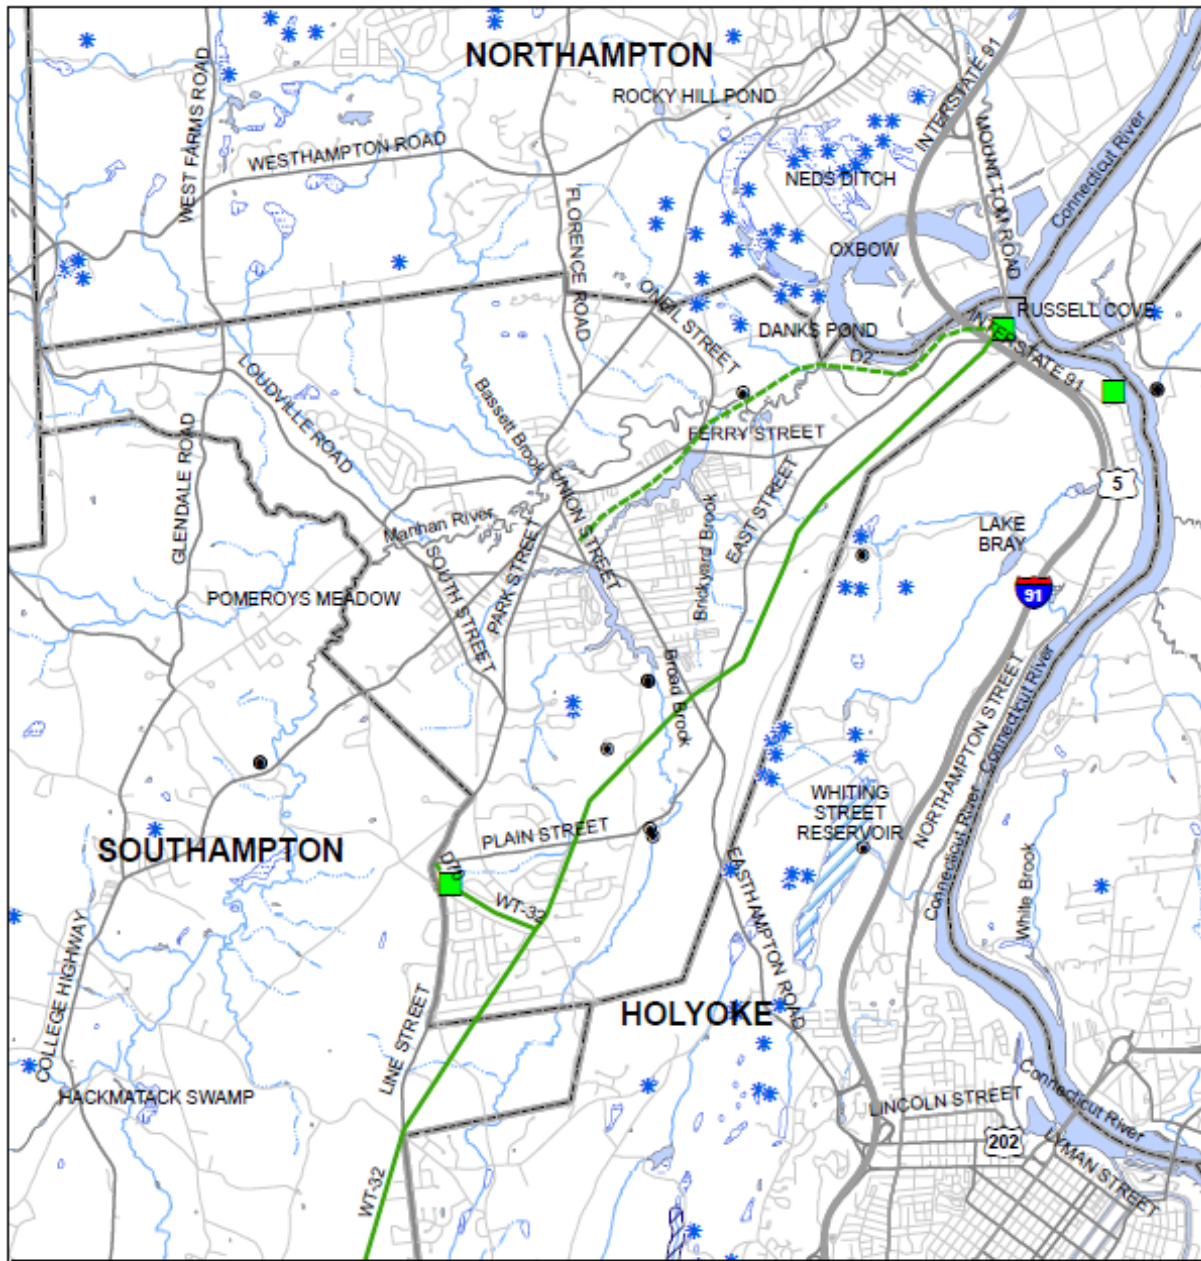 NORTHAMPTON
INTERSTATE 91
ROCKY HILL POND
WEST FARMS ROAD
WESTHAMPTON ROAD
MOUNT TOM ROAD
Connecticut River
NEDS DITCH
FLORENCE ROAD
OXBOW
ONEIL STREET
RUSSELL COVE
DANKS POND
D2
INTERSTATE 91
LOUDVILLE ROAD
Bassett Brook
FERRY STREET
GLENDALE ROAD
UNION STREET
5
Manhan River
EAST STREET
LAKE
BRAY
Brickyard Brook
PARK STREET
SOUTH STREET
POMEROYS MEADOW
91
Broad Brook
NORTHAMPTON STREET
Connecticut River
Connecticut River
WHITING
STREET
RESERVOIR
PLAIN STREET
SOUTHAMPTON
EASTHAMPTON ROAD
Connecticut River
White Brook
WT-32
COLLEGE HIGHWAY
HOLYOKE
LINE STREET
HACKMATACK SWAMP
LINCOLN STREET
Connecticut River
202
LYMAN STREET
WT-32